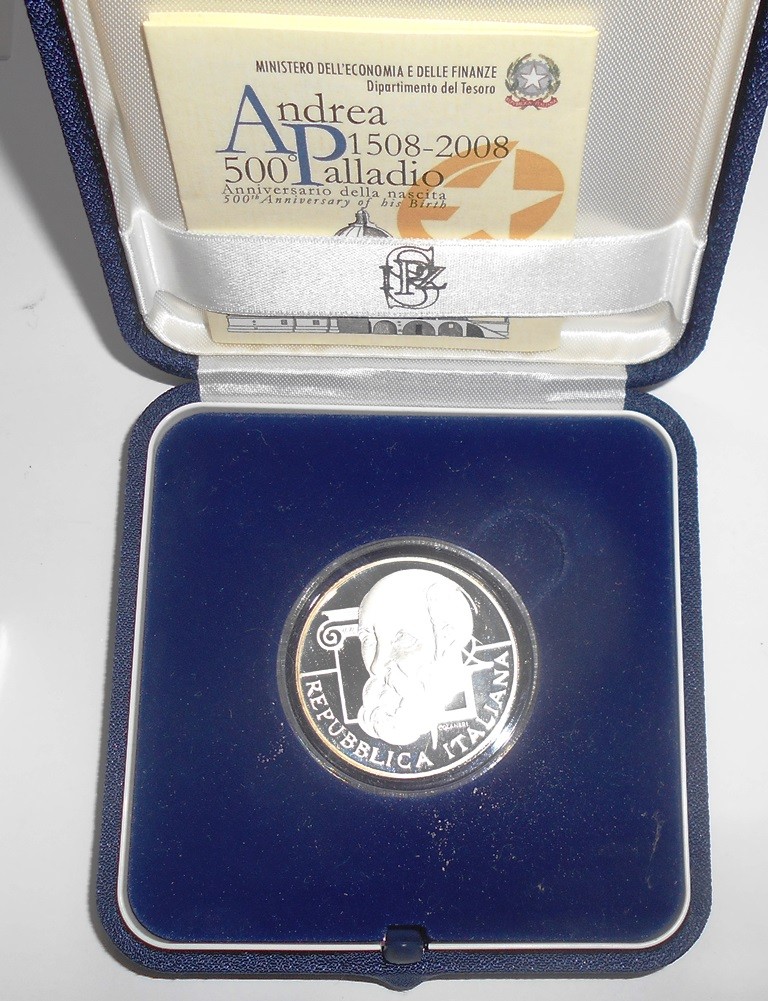 MINISTERO DELL'ECONOMIA E DELLE FINANZE
Dipartimento del Tesoro
Andrea
1508-2008
500° Palladio
Anniversario della nascita
500th Anniversary of his Birth
IPZS
REPUBBLICA ITALIANA